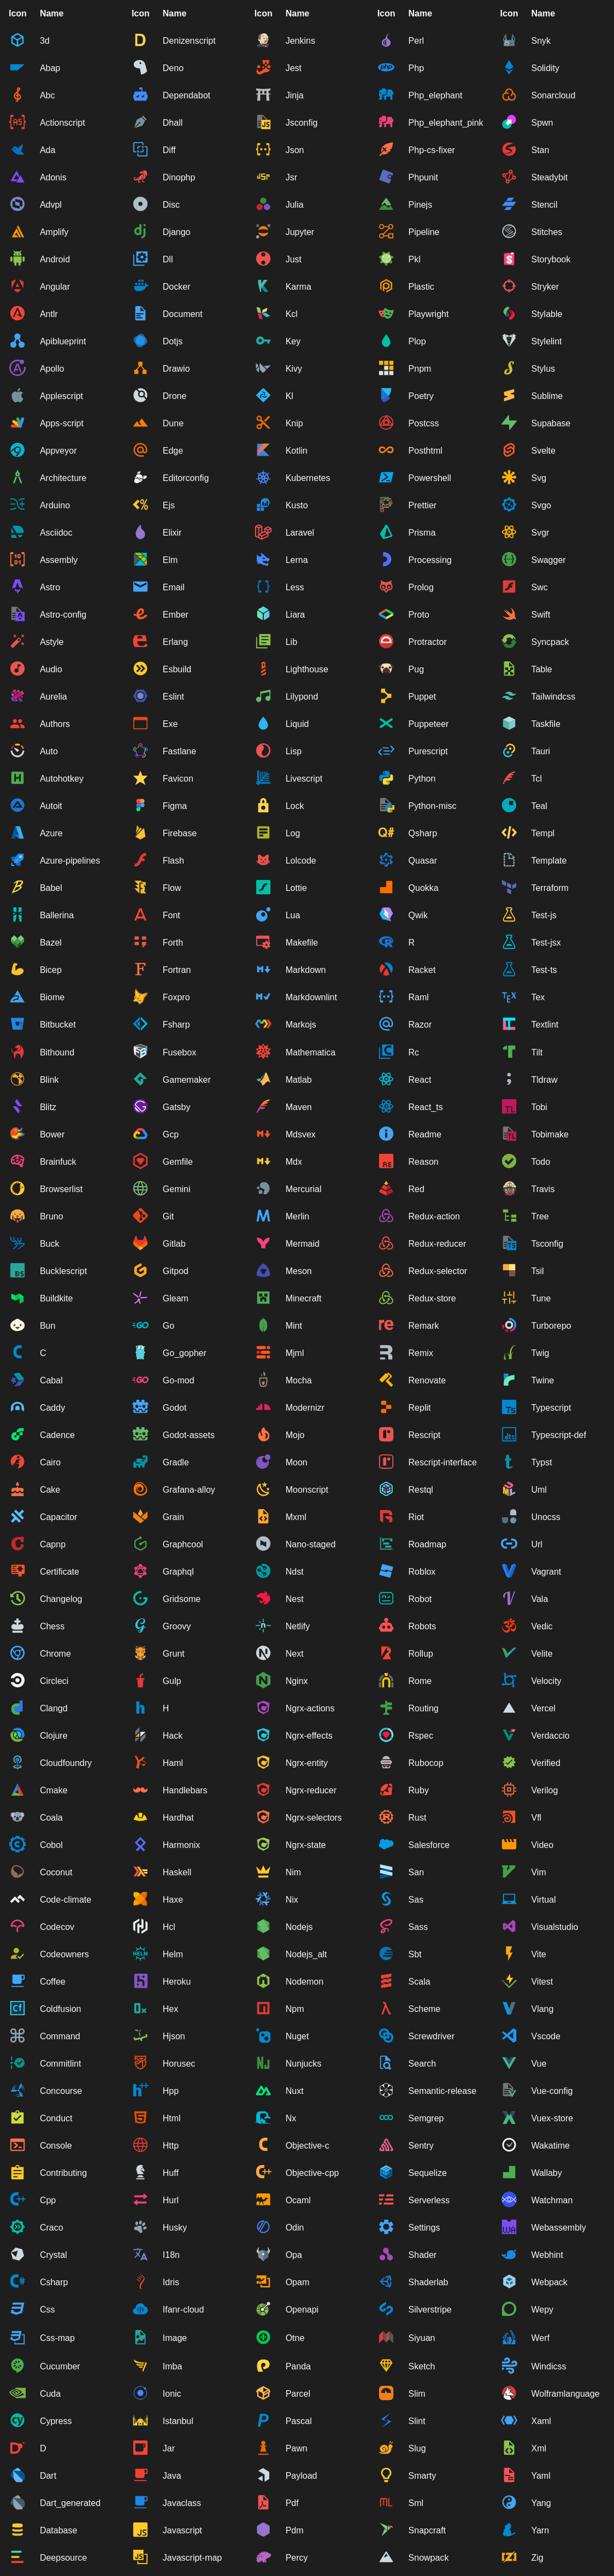 Icon Name Icon Name Icon Name Icon Name Icon Name
3d Denizenscript Jenkins Perl Snyk
Abap Deno Jest Php Solidity
Abc Dependabot Jinja Php_elephant Sonarcloud
Actionscript Dhall Jsconfig Php_elephant_pink Spwn
Ada Diff Json Php-cs-fixer Stan
Adonis Dinophp Jsr Phpunit Steadybit
Advpl Disc Julia Pinejs Stencil
Amplify Django Jupyter Pipeline Stitches
Android Dll Just Pkl Storybook
Angular Docker Karma Plastic Stryker
Antlr Document Kcl Playwright Stylable
Apiblueprint Dotjs Key Plop Stylelint
Apollo Drawio Kivy Pnpm Stylus
Applescript Drone Kl Poetry Sublime
Apps-script Dune Knip Postcss Supabase
Appveyor Edge Kotlin Posthtml Svelte
Architecture Editorconfig Kubernetes Powershell Svg
Arduino Ejs Kusto Prettier Svgo
Asciidoc Elixir Laravel Prisma Svgr
Assembly Elm Lerna Processing Swagger
Astro Email Less Prolog Swc
Astro-config Ember Liara Proto Swift
Astyle Erlang Lib Protractor Syncpack
Audio Esbuild Lighthouse Pug Table
Aurelia Eslint Lilypond Puppet Tailwindcss
Authors Exe Liquid Puppeteer Taskfile
Auto Fastlane Lisp Purescript Tauri
Autohotkey Favicon Livescript Python Tcl
Autoit Figma Lock Python-misc Teal
Azure Firebase Log Qsharp Templ
Azure-pipelines Flash Lolcode Quasar Template
Babel Flow Lottie Quokka Terraform
Ballerina Font Lua Qwik Test-js
Bazel Forth Makefile R Test-jsx
Bicep Fortran Markdown Racket Test-ts
Biome Foxpro Markdownlint Raml Tex
Bitbucket Fsharp Markojs Razor Textlint
Bithound Fusebox Mathematica Rc Tilt
Blink Gamemaker Matlab React Tldraw
Blitz Gatsby Maven React_ts Tobi
Bower Gcp Mdsvex Readme Tobimake
Brainfuck Gemfile Mdx Reason Todo
Browserlist Gemini Mercurial Red Travis
Bruno Git Merlin Redux-action Tree
Buck Gitlab Mermaid Redux-reducer Tsconfig
Bucklescript Gitpod Meson Redux-selector Tsil
Buildkite Gleam Minecraft Redux-store Tune
Bun Go Mint Remark Turborepo
C Go_gopher Mjml Remix Twig
Cabal Go-mod Mocha Renovate Twine
Caddy Godot Modernizr Replit Typescript
Cadence Godot-assets Mojo Rescript Typescript-def
Cairo Gradle Moon Rescript-interface Typst
Cake Grafana-alloy Moonscript Restql Uml
Capacitor Grain Mxml Riot Unocss
Capnp Graphcool Nano-staged Roadmap Url
Certificate Graphql Ndst Roblox Vagrant
Changelog Gridsome Nest Robot Vala
Chess Groovy Netlify Robots Vedic
Chrome Grunt Next Rollup Velite
Circleci Gulp Nginx Rome Velocity
Clangd H Ngrx-actions Routing Vercel
Clojure Hack Ngrx-effects Rspec Verdaccio
Cloudfoundry Haml Ngrx-entity Rubocop Verified
Cmake Handlebars Ngrx-reducer Ruby Verilog
Coala Hardhat Ngrx-selectors Rust Vfl
Cobol Harmonix Ngrx-state Salesforce Video
Coconut Haskell Nim San Vim
Code-climate Haxe Nix Sas Virtual
Codecov Hcl Nodejs Sass Visualstudio
Codeowners Helm Nodejs_alt Sbt Vite
Coffee Heroku Nodemon Scala Vitest
Coldfusion Hex Npm Scheme Vlang
Command Hjson Nuget Screwdriver Vscode
Commitlint Horusec Nunjucks Search Vue
Concourse Hpp Nuxt Semantic-release Vue-config
Conduct Html Nx Semgrep Vuex-store
Console Http Objective-c Sentry Wakatime
Contributing Huff Objective-cpp Sequelize Wallaby
Cpp Hurl Ocaml Serverless Watchman
Craco Husky Odin Settings Webassembly
Crystal I18n Opa Shader Webhint
Csharp Idris Opam Shaderlab Webpack
Css Ifanr-cloud Openapi Silverstripe Wepy
Css-map Image Otne Siyuan Werf
Cucumber Imba Panda Sketch Windicss
Cuda Ionic Parcel Slim Wolframlanguage
Cypress Istanbul Pascal Slint Xaml
D Jar Pawn Slug Xml
Dart Java Payload Smarty Yaml
Dart_generated Javaclass Pdf Sml Yang
Database Javascript Pdm Snapcraft Yarn
Deepsource Javascript-map Percy Snowpack Zig